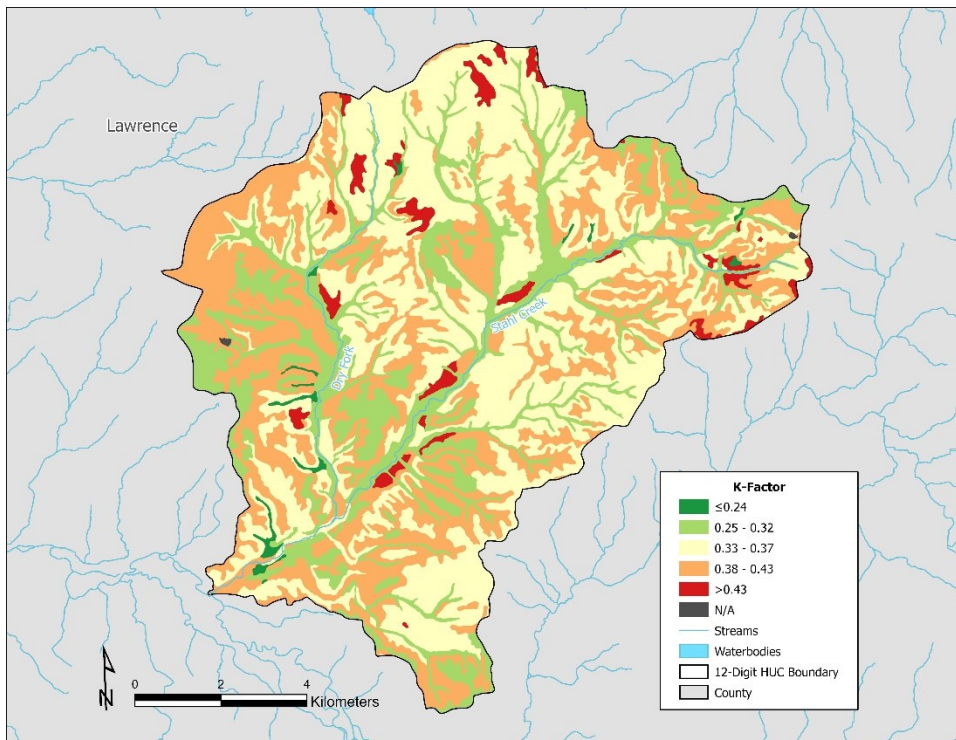 Lawrence
Stahl Creek
Dry Fork
K-Factor
≤0.24
0.25 - 0.32
0.33 - 0.37
0.38 - 0.43
>0.43
N/A
Streams
Waterbodies
12-Digit HUC Boundary
County
N
0 2 4
Kilometers